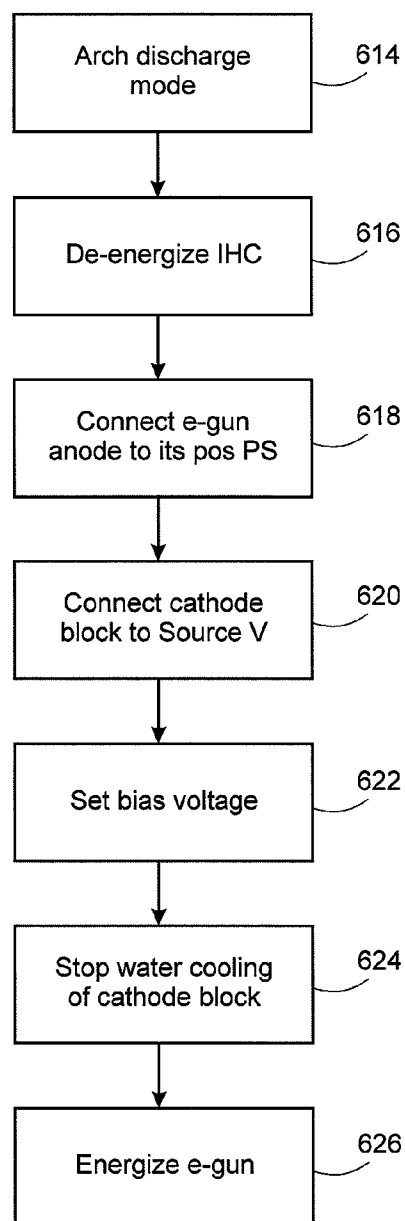 Arch discharge
mode
614
De-energize IHC
616
Connect e-gun
anode to its pos PS
618
Connect cathode
block to Source V
620
Set bias voltage
622
Stop water cooling
of cathode block
624
Energize e-gun
626